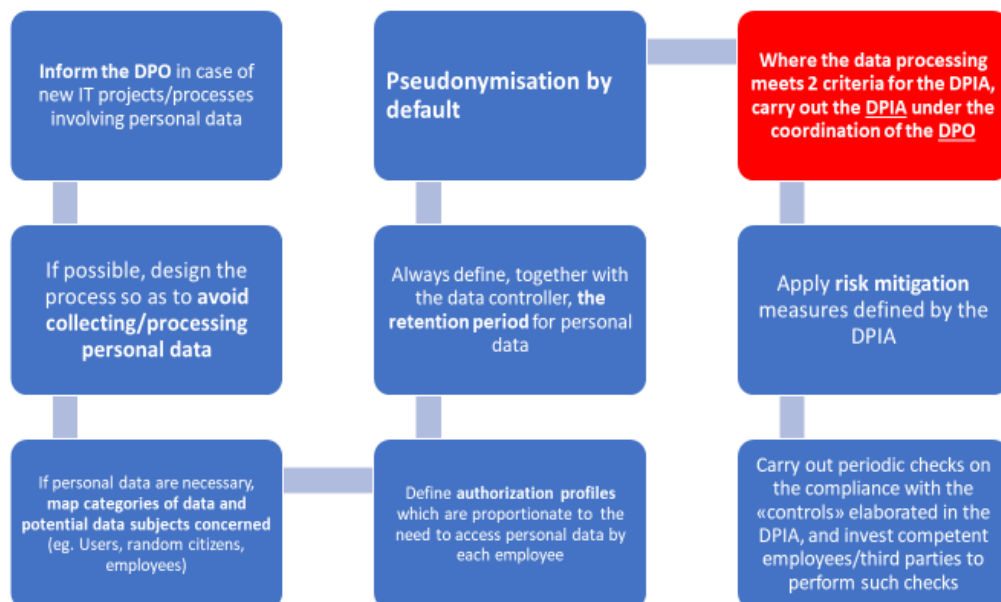 Inform the DPO in case of
new IT projects/processes
involving personal data
If possible, design the
process so as to avoid
collecting/processing
personal data
If personal data are necessary,
map categories of data and
potential data subjects concerned
(eg. Users, random citizens,
employees)
Define authorization profiles
which are proportionate to the
need to access personal data by
each employee
Always define, together with
the data controller, the
retention period for personal
data
Pseudonymisation by
default
Where the data processing
meets 2 criteria for the DPIA,
carry out the DPIA under the
coordination of the DPO
Apply risk mitigation
measures defined by the
DPIA
Carry out periodic checks on
the compliance with the
«controls» elaborated in the
DPIA, and invest competent
employees/third parties to
perform such checks